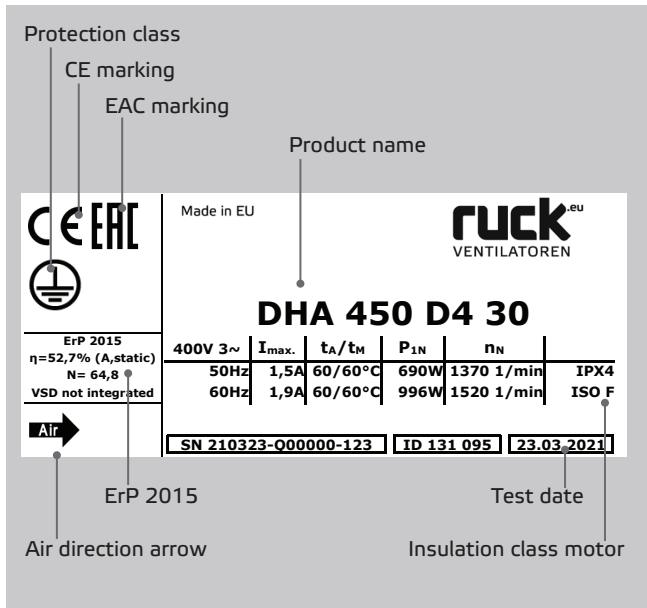 Protection class
CE marking
EAC marking
Product name
CE EAC
Made in EU
ruck.eu
VENTILATOREN
DHA 450 D4 30
ErP 2015
η=52,7% (A,static)
N= 64,8
VSD not integrated
400V 3~ Imax. tA/tM P1N nN
50Hz 1,5A 60/60°C 690W 1370 1/min IPX4
60Hz 1,9A 60/60°C 996W 1520 1/min ISO F
Air
SN 210323-Q00000-123 ID 131 095 23.03.2021
ErP 2015
Test date
Air direction arrow
Insulation class motor